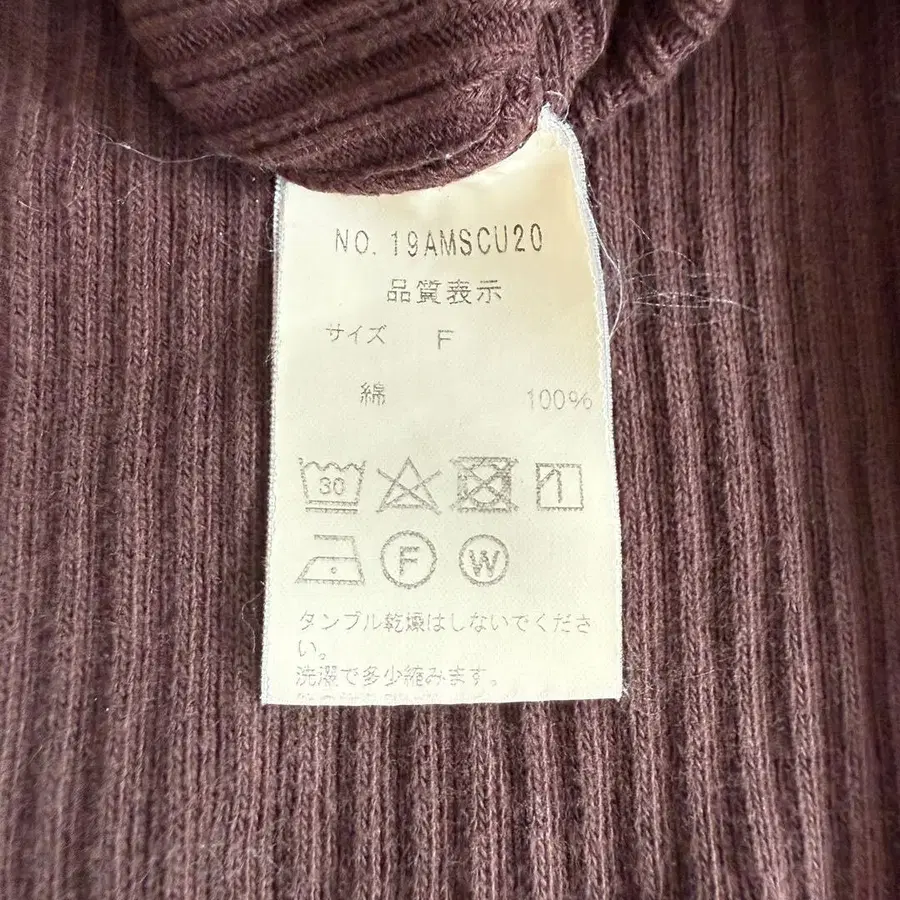 NO. 19AMSCU20
品質表示
サイズ F
綿 100%
30
F W
タンブル乾燥はしないでくださ
い。
洗濯で多少縮みます。